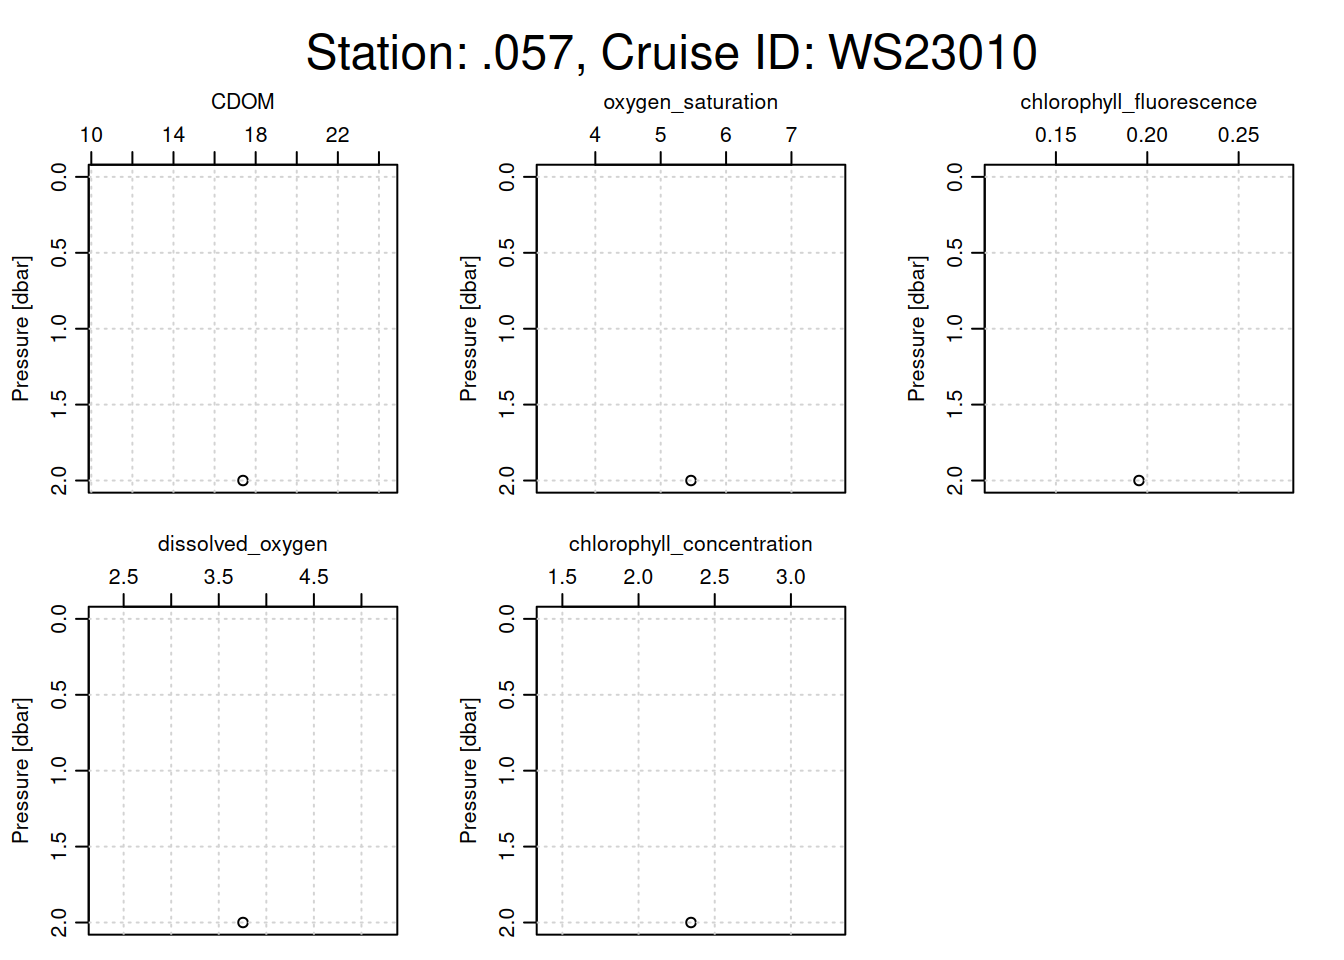 Station: .057, Cruise ID: WS23010
CDOM
10 14 18 22
0.0
0.5
1.0
1.5
2.0
Pressure [dbar]
oxygen_saturation
4 5 6 7
0.0
0.5
1.0
1.5
2.0
Pressure [dbar]
chlorophyll_fluorescence
0.15 0.20 0.25
0.0
0.5
1.0
1.5
2.0
Pressure [dbar]
dissolved_oxygen
2.5 3.5 4.5
0.0
0.5
1.0
1.5
2.0
Pressure [dbar]
chlorophyll_concentration
1.5 2.0 2.5 3.0
0.0
0.5
1.0
1.5
2.0
Pressure [dbar]